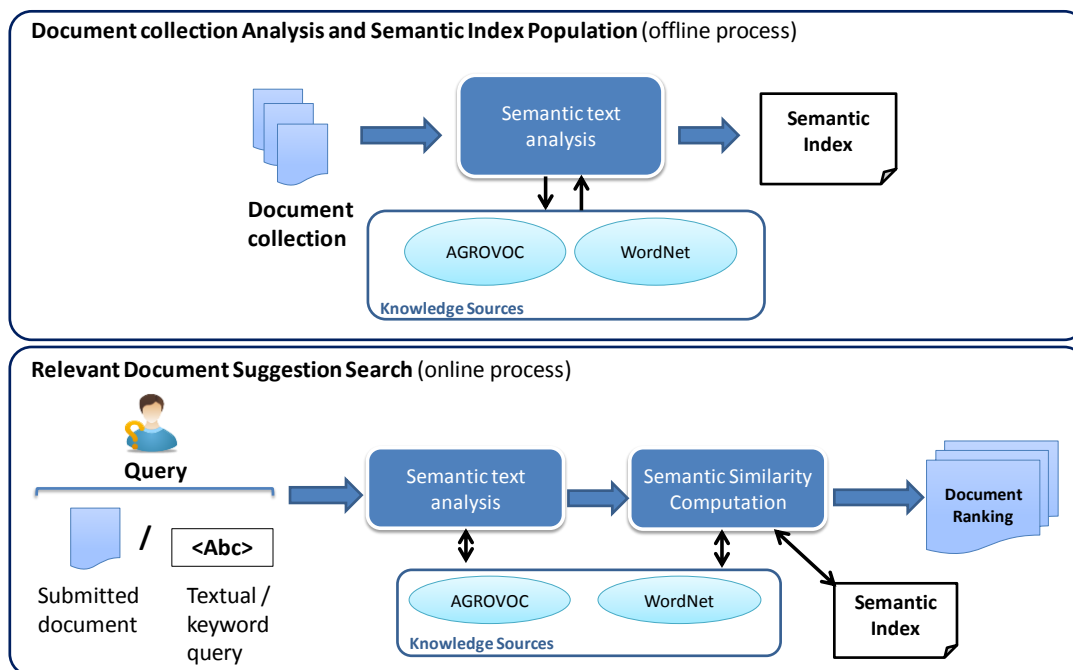 Document collection Analysis and Semantic Index Population (offline process)
Semantic text
analysis
Semantic
Index
Document
collection
AGROVOC
WordNet
Knowledge Sources
Relevant Document Suggestion Search (online process)
?
Query
Semantic text
analysis
Semantic Similarity
Computation
Document
Ranking
/
<Abc>
Submitted
document
Textual /
keyword
query
AGROVOC
WordNet
Knowledge Sources
Semantic
Index